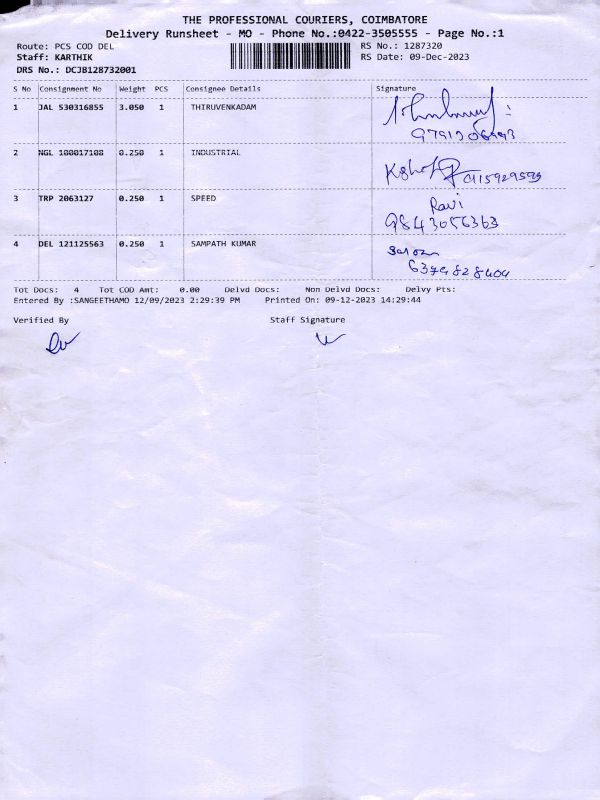 THE PROFESSIONAL COURIERS, COIMBATORE
Delivery Runsheet - MO - Phone No.:0422-3505555 - Page No.:1
Route: PCS COD DEL RS No.: 1287320
Staff: KARTHIK RS Date: 09-Dec-2023
DRS No.: DCJB128732001
S No Consignment No Weight PCS Consignee Details Signature
1 JAL 530316855 3.050 1 THIRUVENKADAM
2 NGL 100017108 0.250 1 INDUSTRIAL
3 TRP 2063127 0.250 1 SPEED Ravi
9843056363
4 DEL 121125563 0.250 1 SAMPATH KUMAR
6379828404
Tot Docs: 4 Tot COD Amt: 0.00 Delvd Docs: Non Delvd Docs: Delvy Pts:
Entered By :SANGEETHAMO 12/09/2023 2:29:39 PM Printed On: 09-12-2023 14:29:44
Verified By Staff Signature